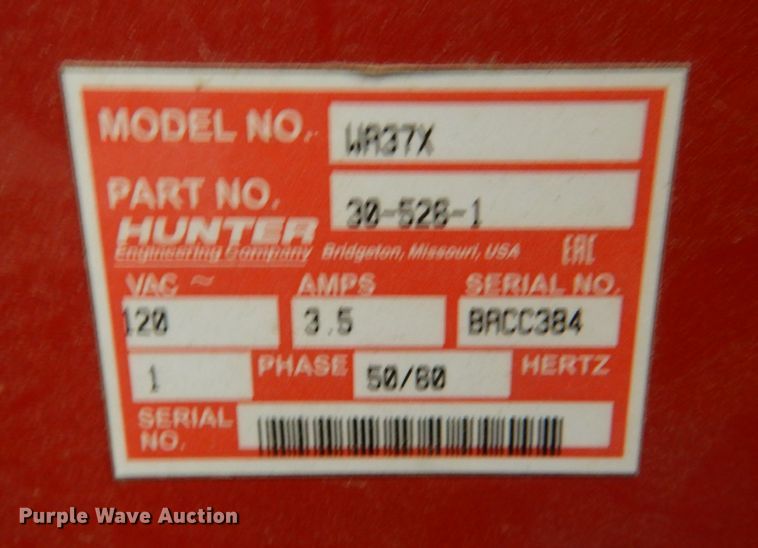 MODEL NO. WA37X
PART NO. 30-526-1
HUNTER
Engineering Company Bridgeton, Missouri, USA EAC
VAC ~ AMPS SERIAL NO.
120 3.5 BACC384
1 PHASE 50/60 HERTZ
SERIAL
NO.
Purple Wave Auction